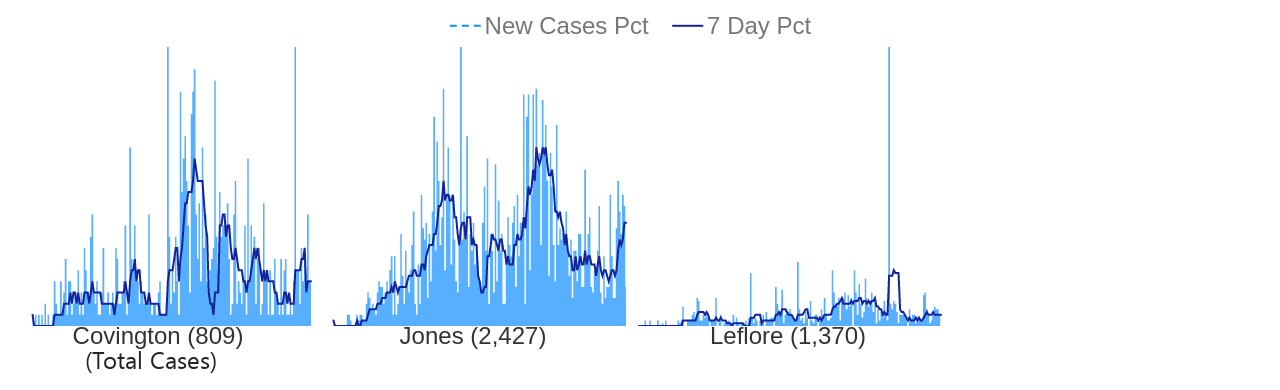 New Cases Pct 7 Day Pct
Covington (809) Jones (2,427) Leflore (1,370)
(Total Cases)